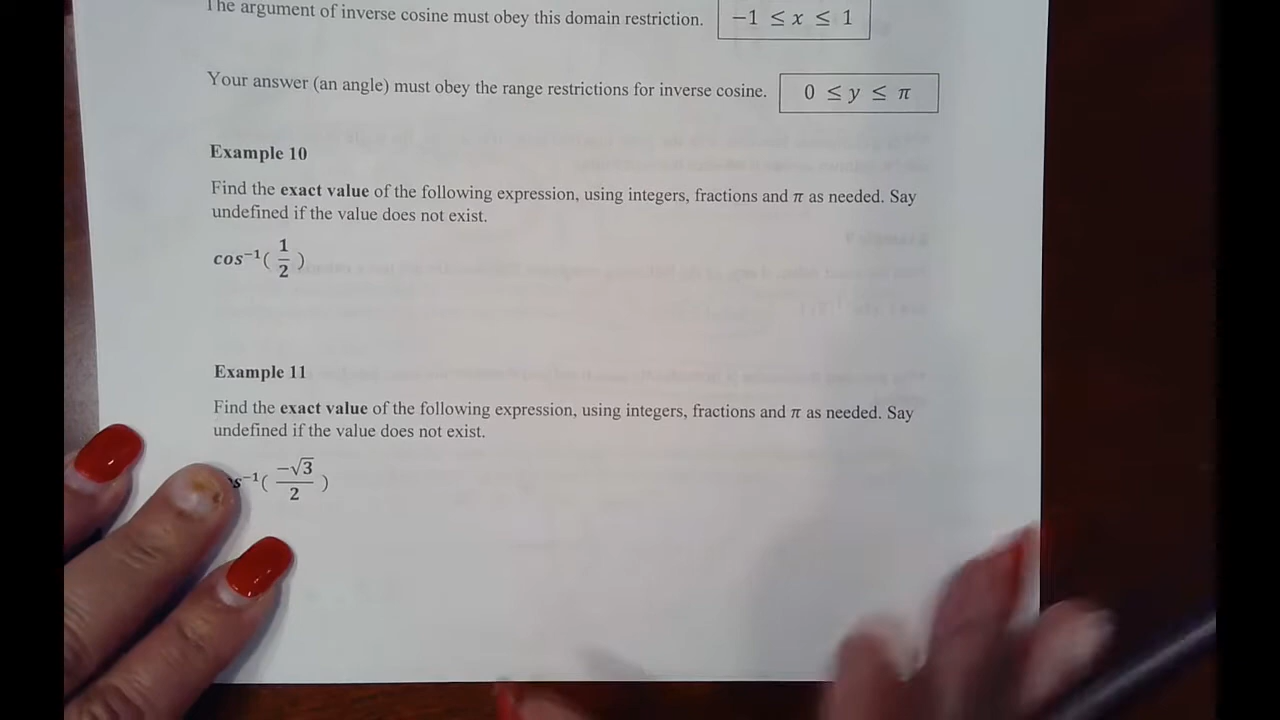 The argument of inverse cosine must obey this domain restriction. −1 ≤ x ≤ 1
Your answer (an angle) must obey the range restrictions for inverse cosine. 0 ≤ y ≤ π
Example 10
Find the exact value of the following expression, using integers, fractions and π as needed. Say
undefined if the value does not exist.
cos⁻¹( 1/2 )
Example 11
Find the exact value of the following expression, using integers, fractions and π as needed. Say
undefined if the value does not exist.
s⁻¹( −√3/2 )